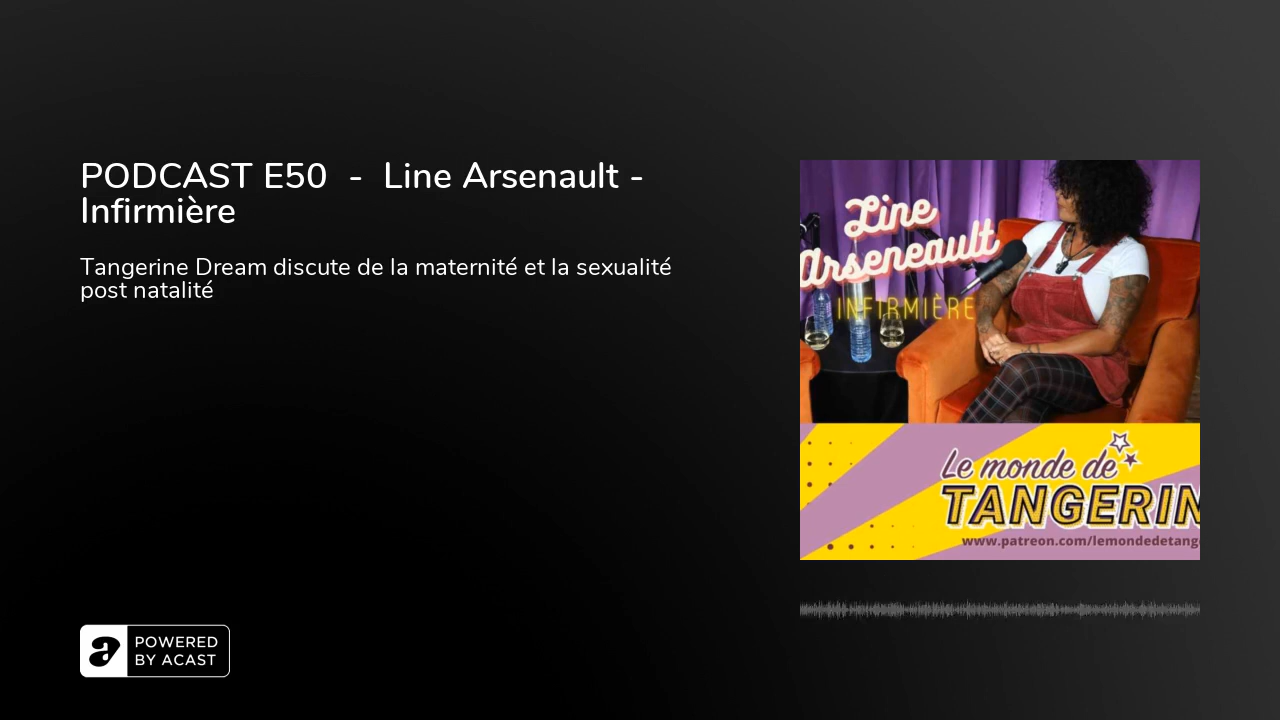 PODCAST E50 - Line Arsenault -
Infirmière
Tangerine Dream discute de la maternité et la sexualité
post natalité
Line
Arseneault
INFIRMIÈRE
Le monde de
TANGERIN
www.patreon.com/lemondedetang
a
POWERED
BY ACAST